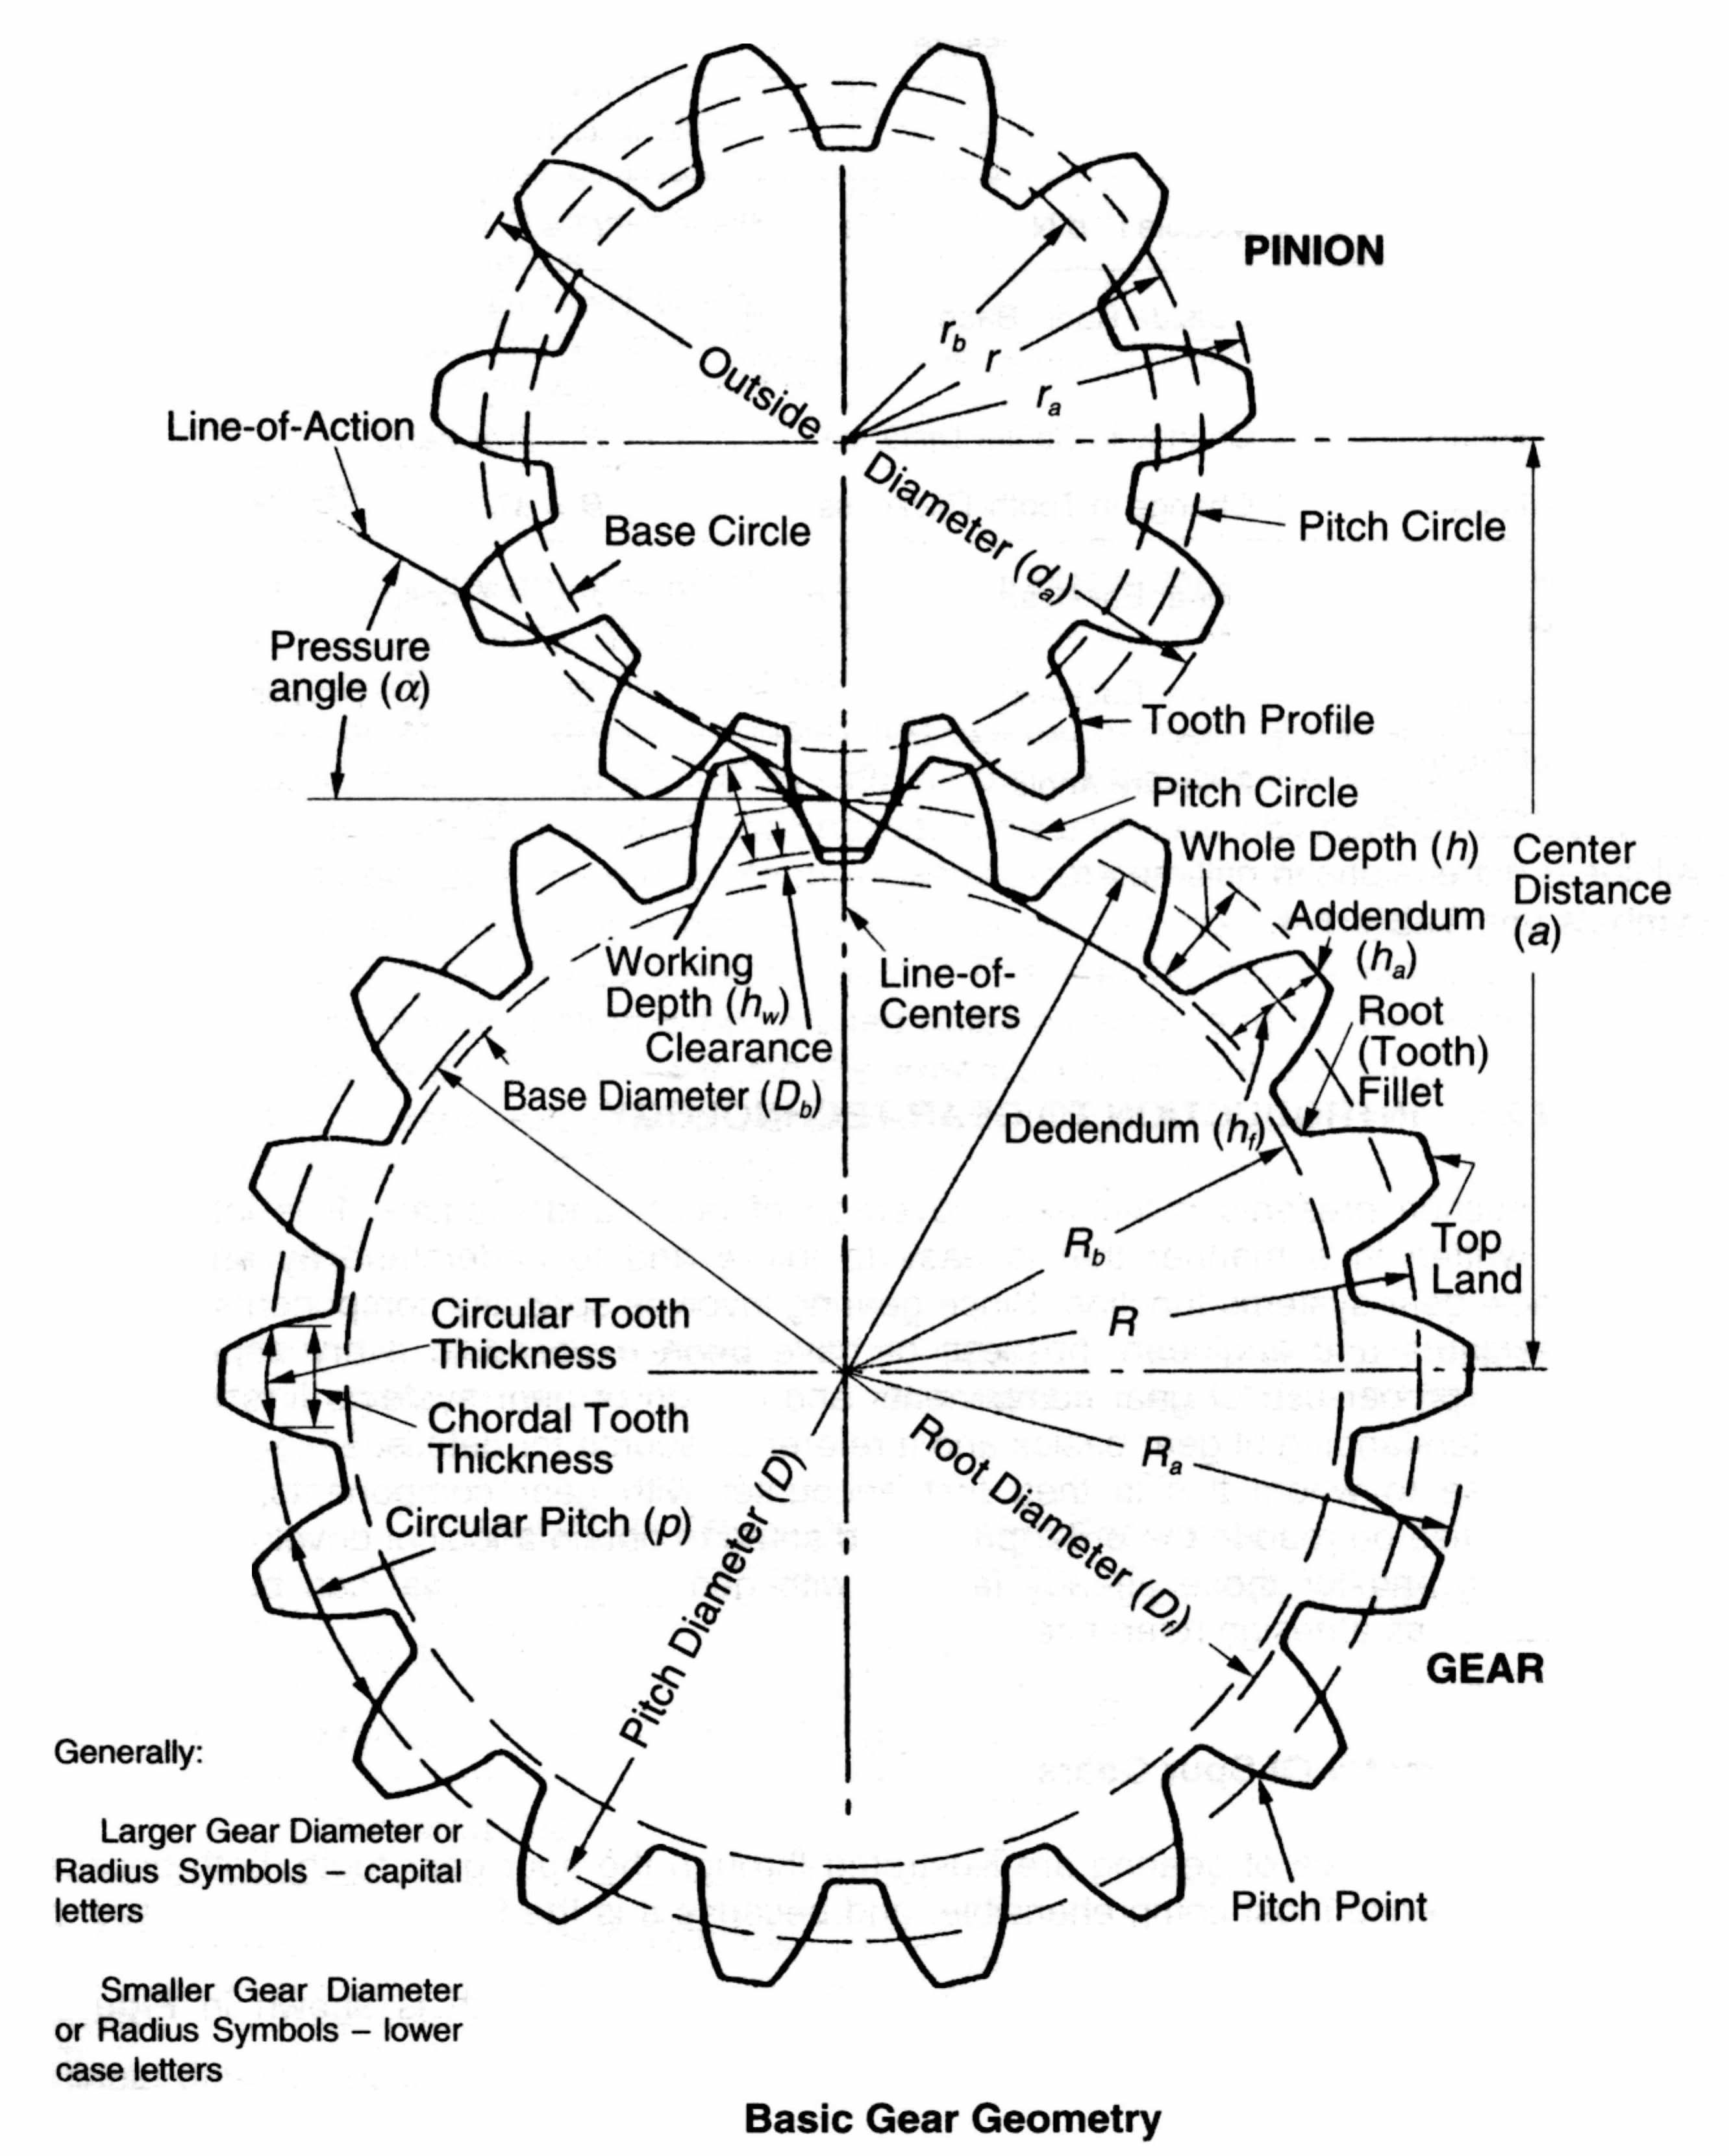 PINION
r_b
r
r_a
Outside
Diameter (d_a)
Line-of-Action
Base Circle
Pitch Circle
Pressure
angle (α)
Tooth Profile
Pitch Circle
Whole Depth (h)
Center
Distance
(a)
Addendum
(h_a)
Working
Depth (h_w)
Line-of-
Centers
Clearance
Root
(Tooth)
Fillet
Base Diameter (D_b)
Dedendum (h_f)
Top
Land
R_b
R
Circular Tooth
Thickness
Chordal Tooth
Thickness
R_a
Root Diameter (D_f)
Circular Pitch (p)
Pitch Diameter (D)
GEAR
Generally:
Larger Gear Diameter or
Radius Symbols – capital
letters
Pitch Point
Smaller Gear Diameter
or Radius Symbols – lower
case letters
Basic Gear Geometry